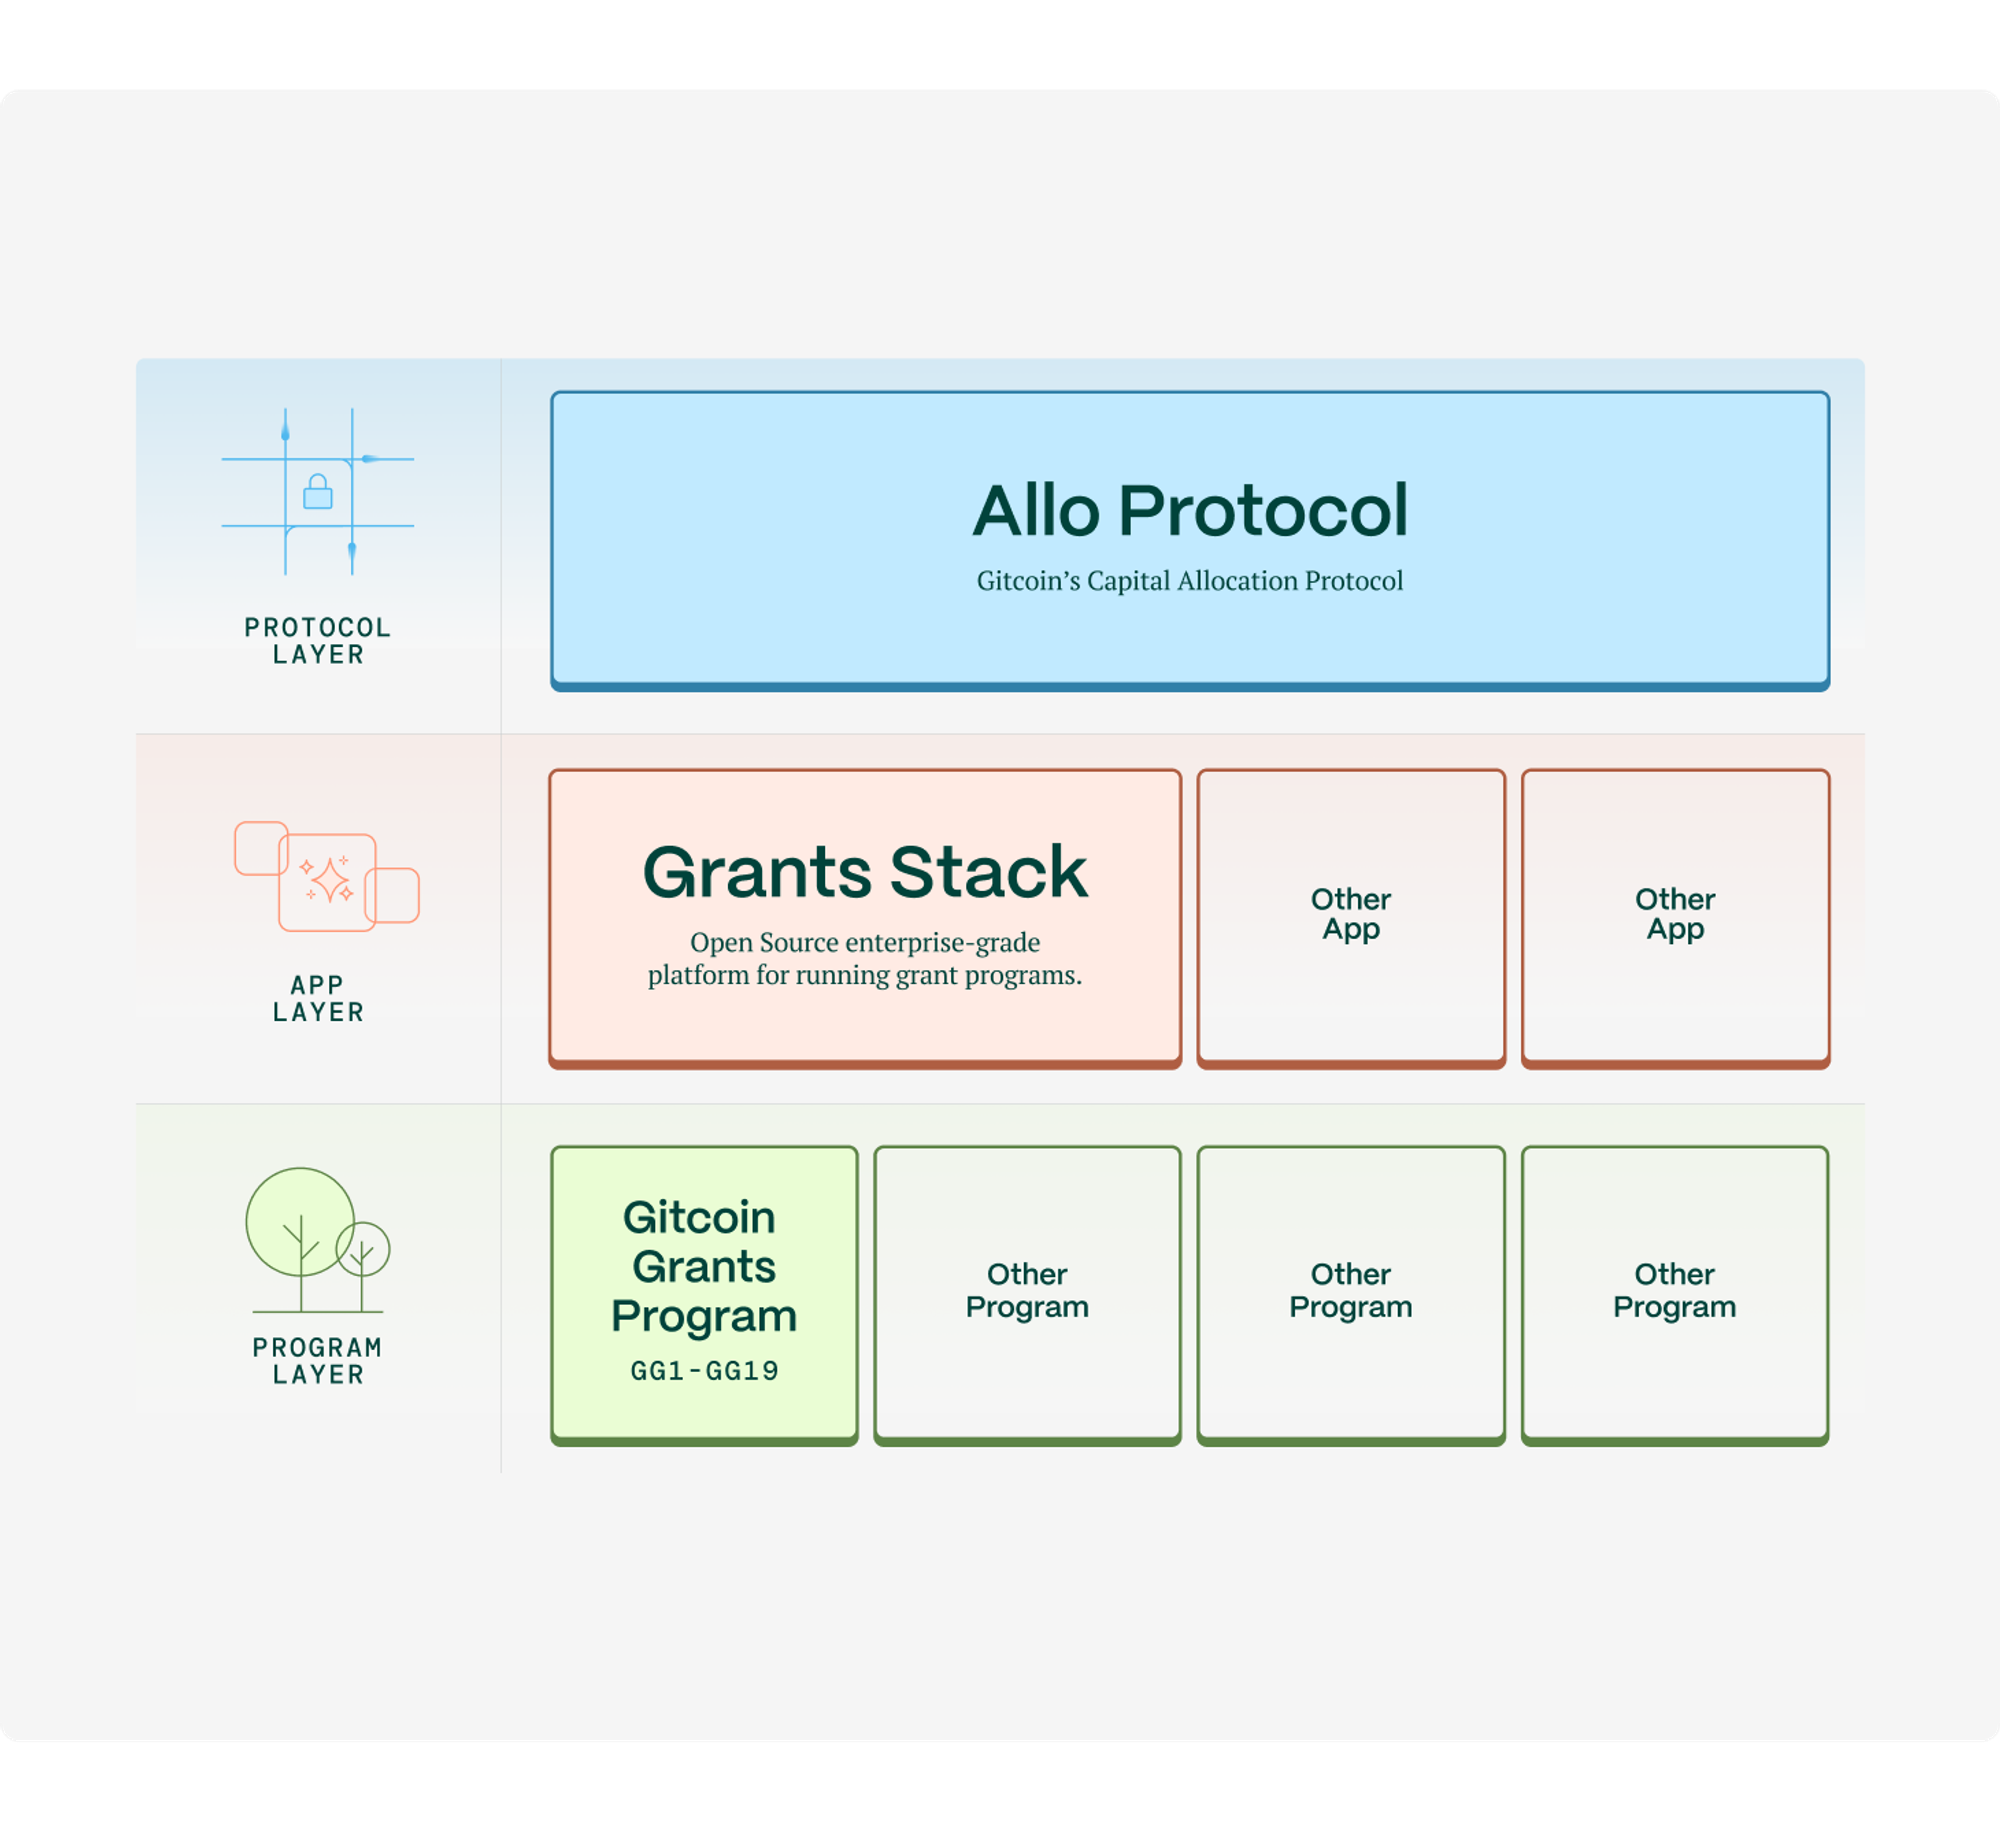 PROTOCOL
LAYER
Allo Protocol
Gitcoin’s Capital Allocation Protocol
APP
LAYER
Grants Stack
Open Source enterprise-grade
platform for running grant programs.
Other
App
Other
App
PROGRAM
LAYER
Gitcoin
Grants
Program
GG1-GG19
Other
Program
Other
Program
Other
Program